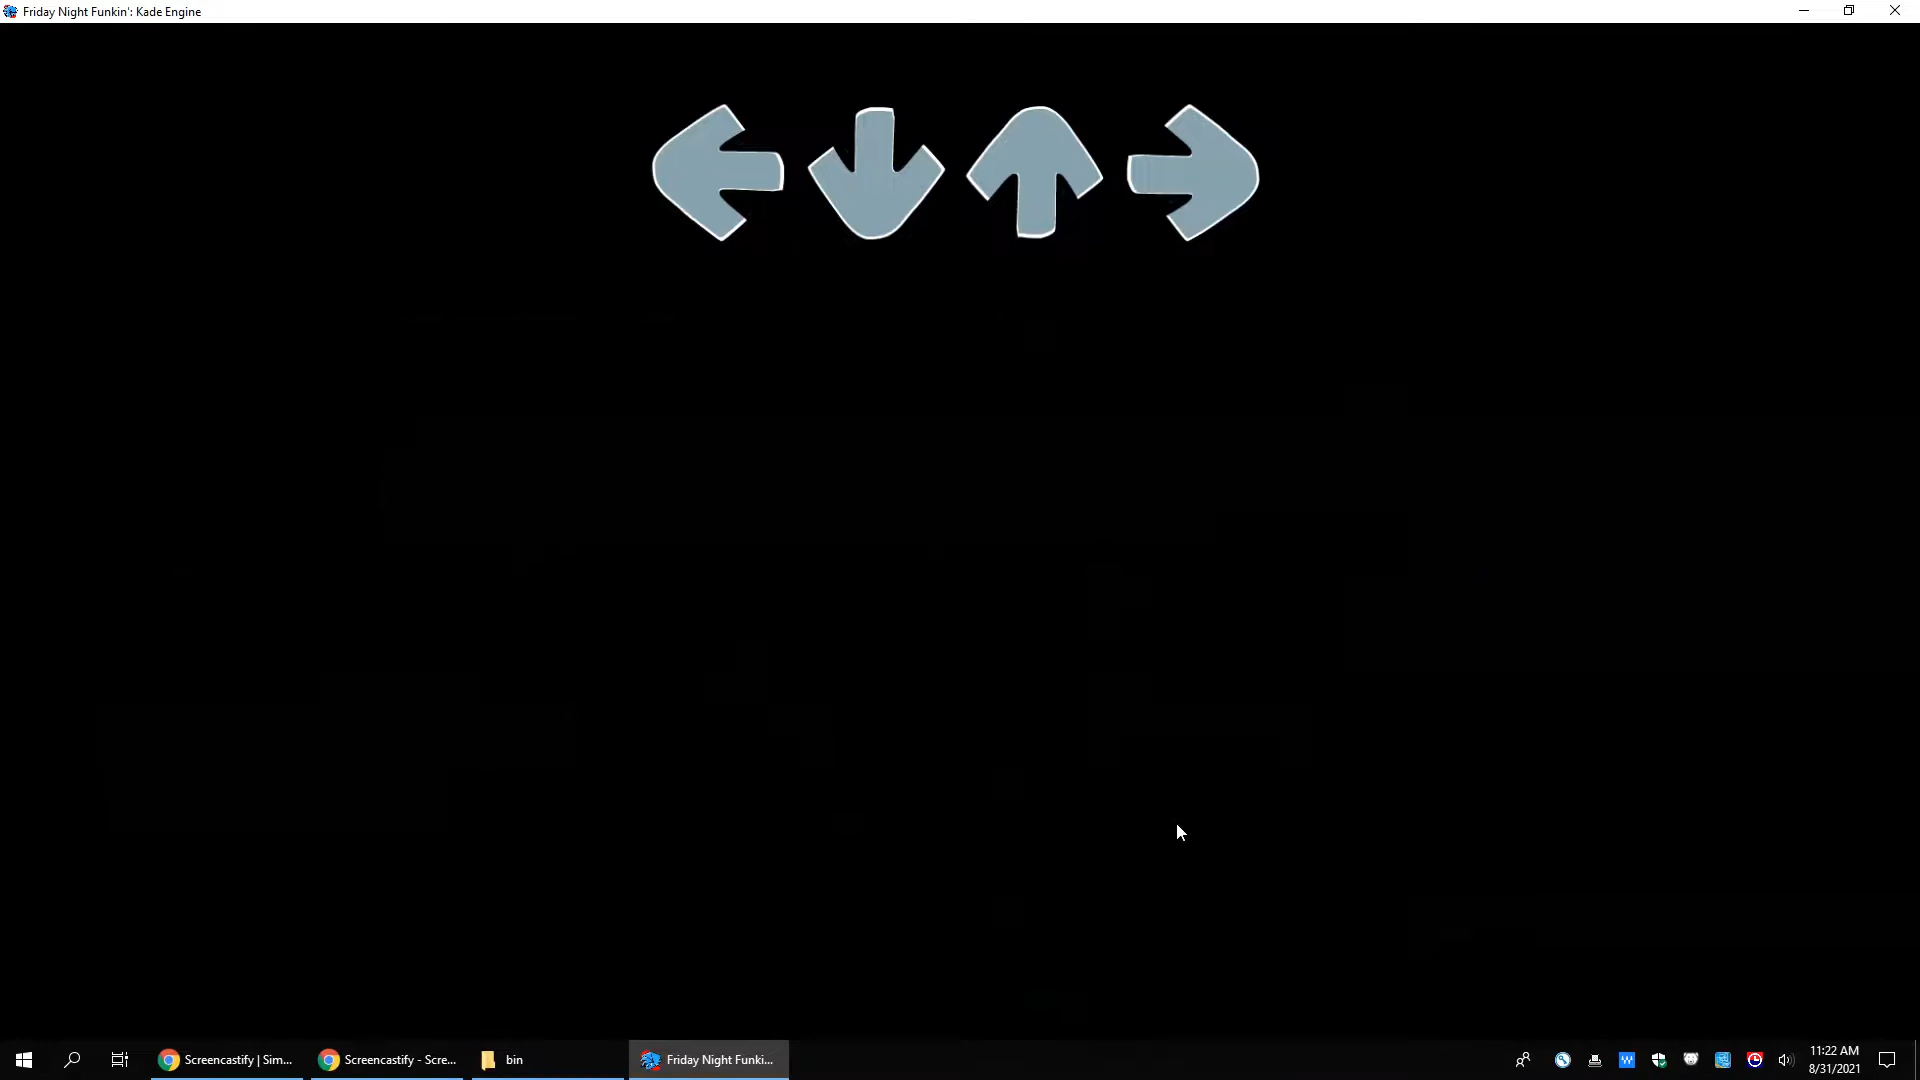 Friday Night Funkin': Kade Engine
Screencastify | Sim...
Screencastify - Scre...
bin
Friday Night Funki...
W
11:22 AM
8/31/2021